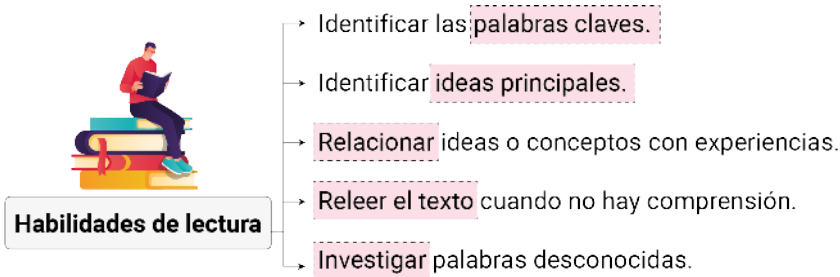 Identificar las palabras claves.
Identificar ideas principales.
Relacionar ideas o conceptos con experiencias.
Releer el texto cuando no hay comprensión.
Habilidades de lectura
Investigar palabras desconocidas.